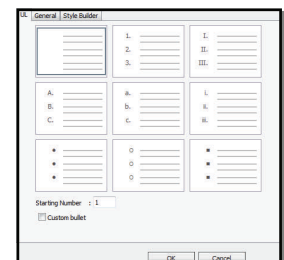 UL General Style Builder
1. I.
2. II.
3. III.
A. a. i.
B. b. ii.
C. c. iii.
Starting Number : 1
Custom bullet
OK Cancel